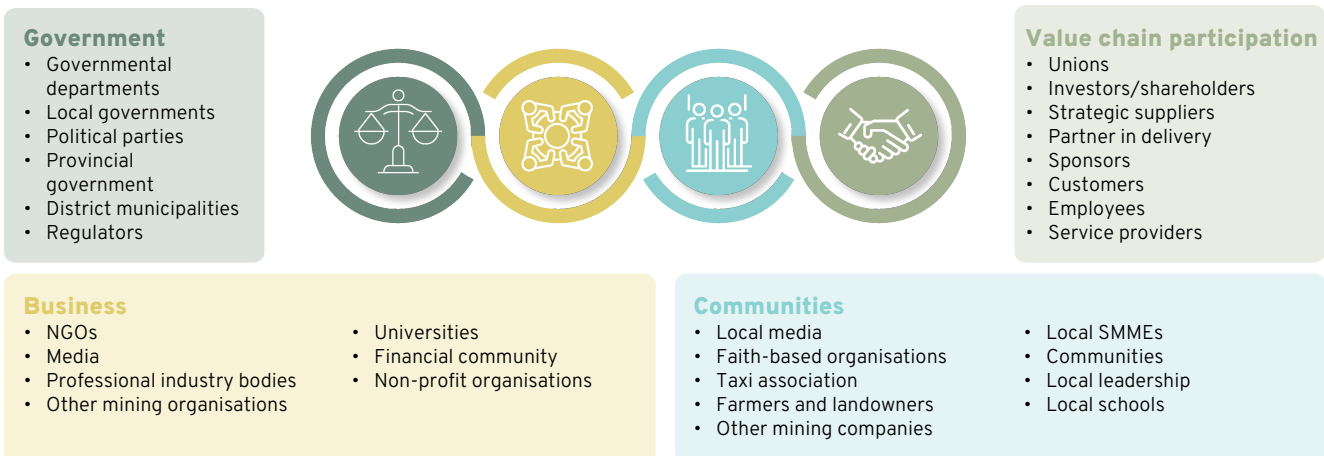 Government
• Governmental
departments
• Local governments
• Political parties
• Provincial
government
• District municipalities
• Regulators
Value chain participation
• Unions
• Investors/shareholders
• Strategic suppliers
• Partner in delivery
• Sponsors
• Customers
• Employees
• Service providers
Business
• NGOs
• Media
• Professional industry bodies
• Other mining organisations
• Universities
• Financial community
• Non-profit organisations
Communities
• Local media
• Faith-based organisations
• Taxi association
• Farmers and landowners
• Other mining companies
• Local SMMEs
• Communities
• Local leadership
• Local schools